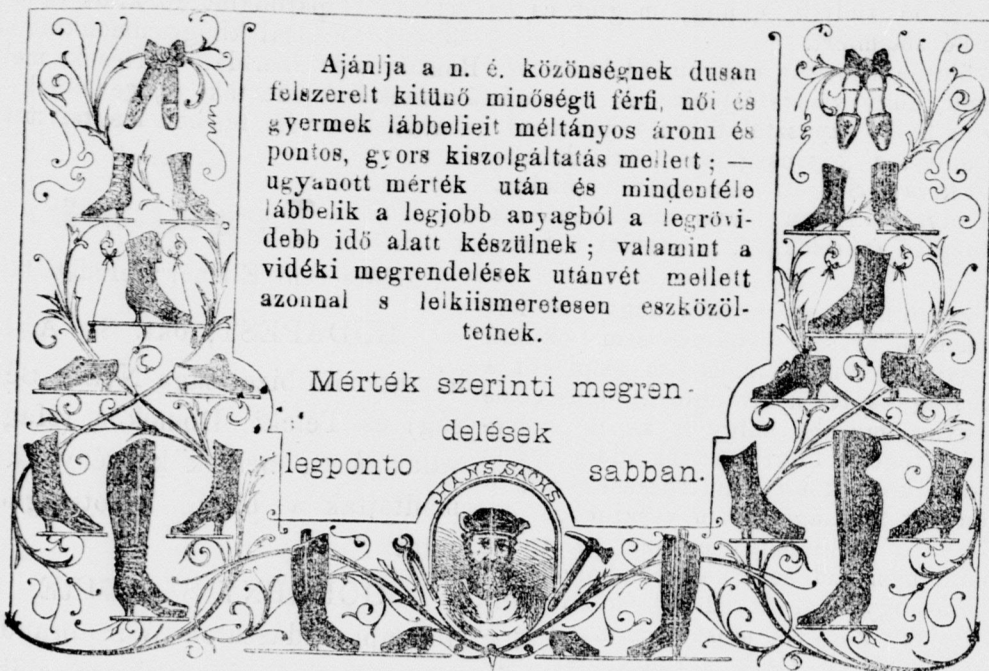 Ajánlja a n. é. közönségnek dusan
felszerelt kitünő minőségü férfi, női és
gyermek lábbelieit méltányos árom és
pontos, gyors kiszolgáltatás mellett; —
ugyanott mérték után és mindenféle
lábbelik a legjobb anyagból a legrövi-
debb idő alatt készülnek; valamint a
vidéki megrendelések utánvét mellett
azonnal s lelkiismeretesen eszközöl-
tetnek.
Mérték szerinti megren-
delések
legponto sabban.
HANS SACHS